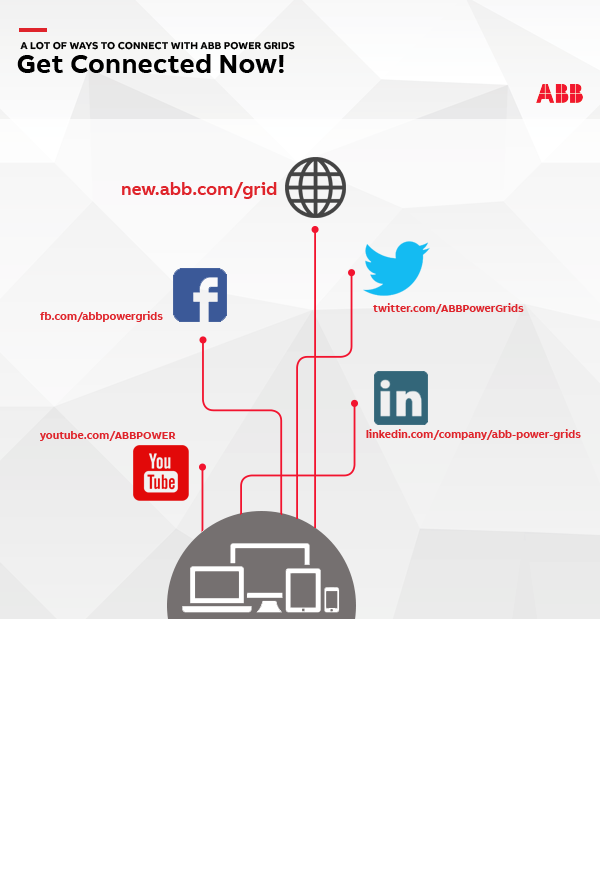 A LOT OF WAYS TO CONNECT WITH ABB POWER GRIDS
Get Connected Now!
ABB
new.abb.com/grid
fb.com/abbpowergrids
twitter.com/ABBPowerGrids
linkedin.com/company/abb-power-grids
in
youtube.com/ABBPOWER
You
Tube